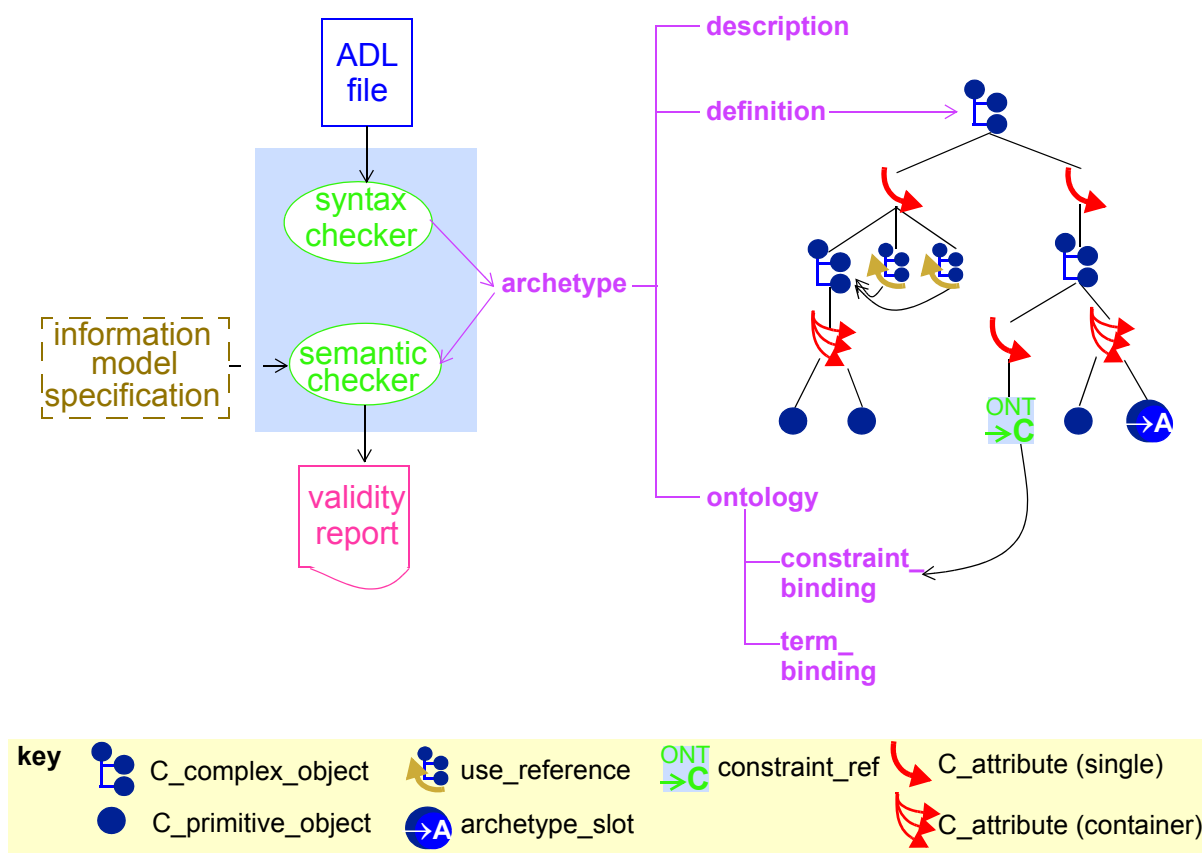 ADL
file
syntax
checker
information
model
specification
semantic
checker
validity
report
archetype
description
definition
ONT
→C
→A
ontology
constraint_
binding
term_
binding
key
C_complex_object
use_reference
ONT
→C
constraint_ref
C_attribute (single)
C_primitive_object
→A
archetype_slot
C_attribute (container)